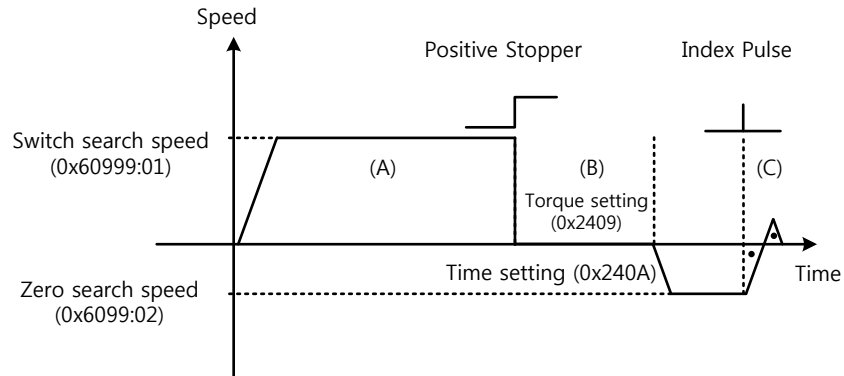 Speed
Positive Stopper
Index Pulse
Switch search speed
(0x60999:01)
(A)
(B)
(C)
Torque setting
(0x2409)
Time setting (0x240A)
Time
Zero search speed
(0x6099:02)